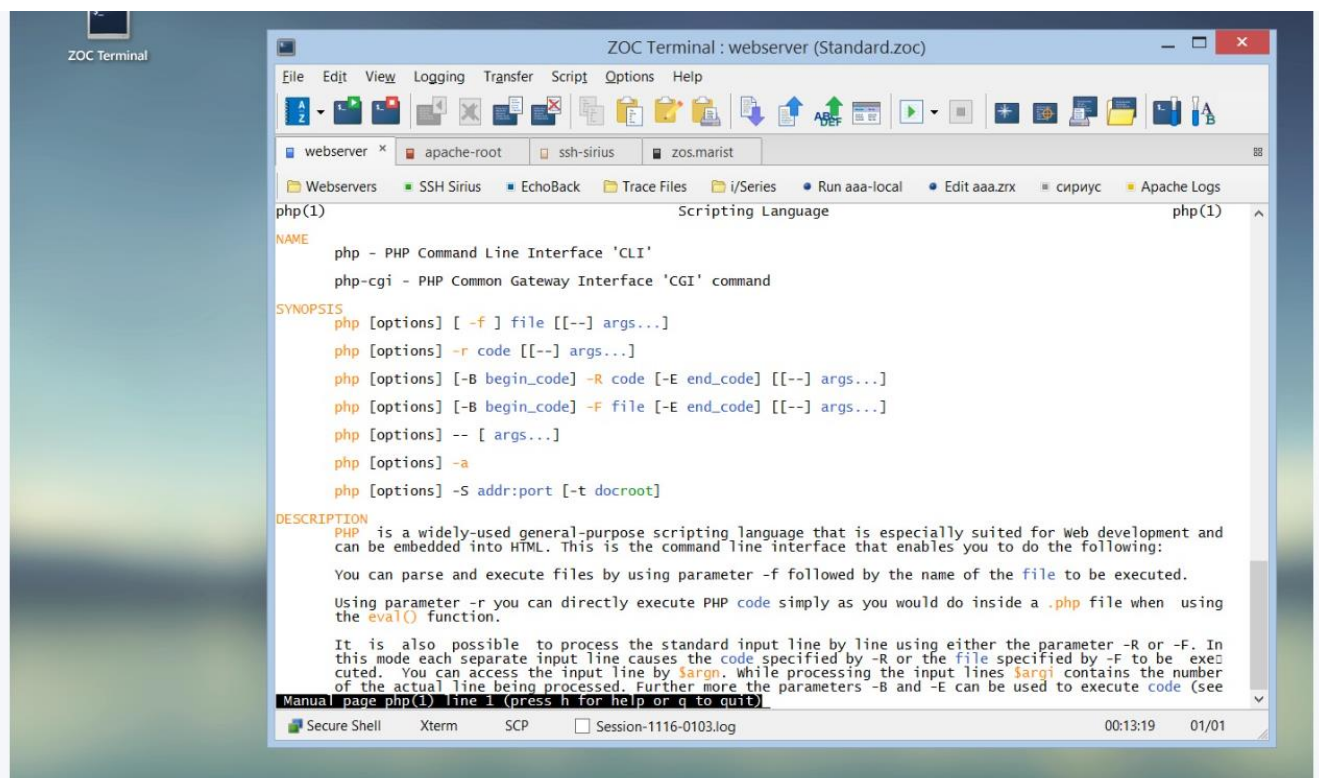 ZOC Terminal
ZOC Terminal : webserver (Standard.zoc)
File Edit View Logging Transfer Script Options Help
webserver × apache-root ssh-sirius zos.marist
Webservers SSH Sirius EchoBack Trace Files i/Series Run aaa-local Edit aaa.zrx сириус Apache Logs
php(1) Scripting Language php(1)
NAME
php - PHP Command Line Interface 'CLI'
php-cgi - PHP Common Gateway Interface 'CGI' command
SYNOPSIS
php [options] [ -f ] file [[--] args...]
php [options] -r code [[--] args...]
php [options] [-B begin_code] -R code [-E end_code] [[--] args...]
php [options] [-B begin_code] -F file [-E end_code] [[--] args...]
php [options] -- [ args...]
php [options] -a
php [options] -S addr:port [-t docroot]
DESCRIPTION
PHP is a widely-used general-purpose scripting language that is especially suited for Web development and
can be embedded into HTML. This is the command line interface that enables you to do the following:
You can parse and execute files by using parameter -f followed by the name of the file to be executed.
Using parameter -r you can directly execute PHP code simply as you would do inside a .php file when using
the eval() function.
It is also possible to process the standard input line by line using either the parameter -R or -F. In
this mode each separate input line causes the code specified by -R or the file specified by -F to be exe
cuted. You can access the input line by $argn. While processing the input lines $argi contains the number
of the actual line being processed. Further more the parameters -B and -E can be used to execute code (see
Manual page php(1) line 1 (press h for help or q to quit)
Secure Shell Xterm SCP Session-1116-0103.log 00:13:19 01/01